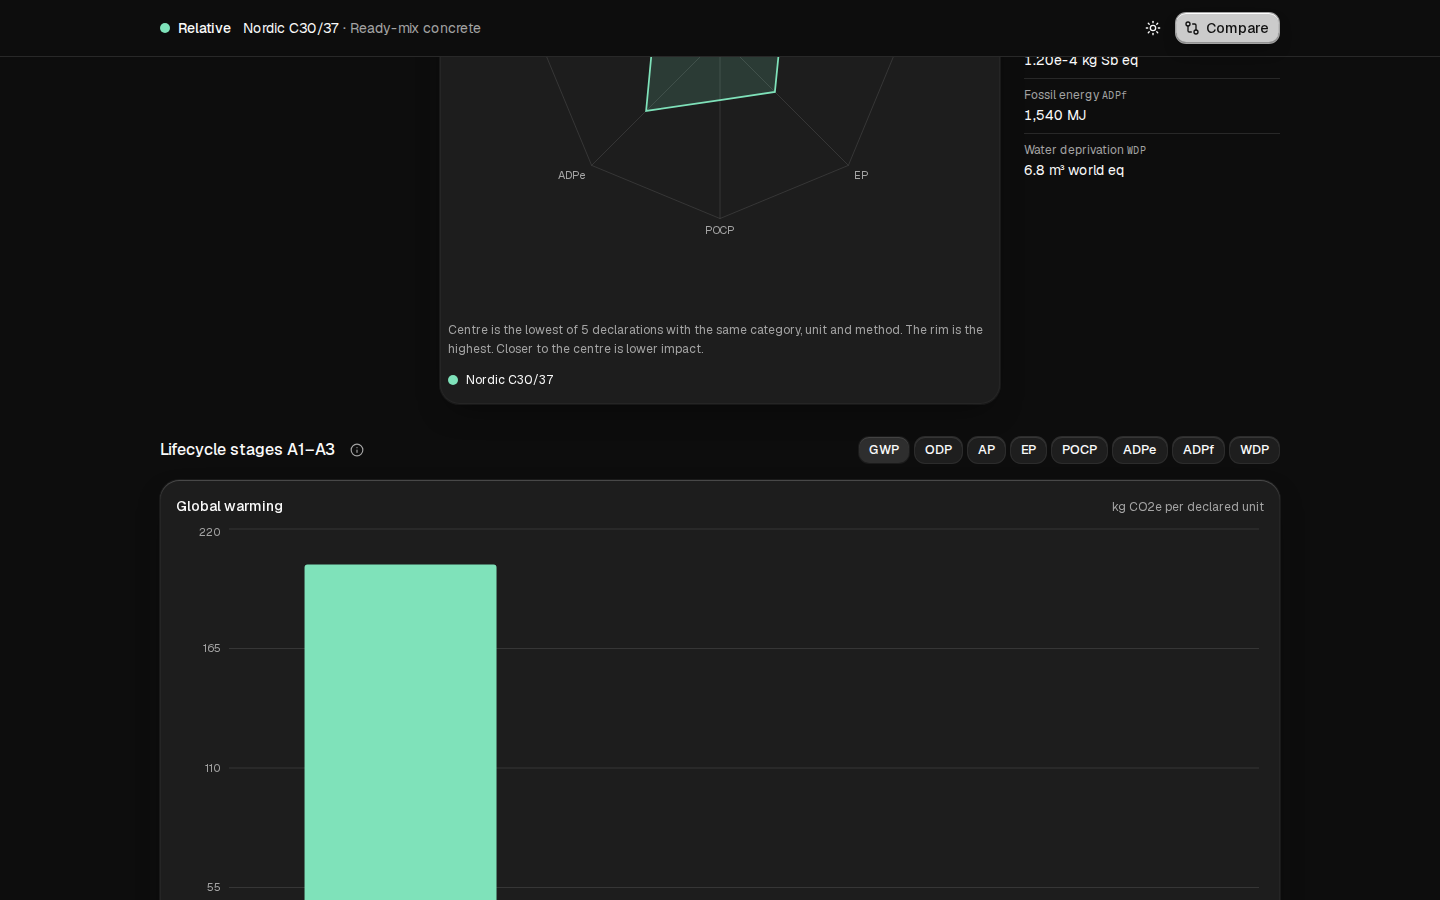 Relative Nordic C30/37 · Ready-mix concrete
Compare
1.20e-4 kg Sb eq
Fossil energy ADPf
1,540 MJ
Water deprivation WDP
6.8 m³ world eq
ADPe
EP
POCP
Centre is the lowest of 5 declarations with the same category, unit and method. The rim is the
highest. Closer to the centre is lower impact.
Nordic C30/37
Lifecycle stages A1–A3
GWP ODP AP EP POCP ADPe ADPf WDP
Global warming
kg CO2e per declared unit
220
165
110
55